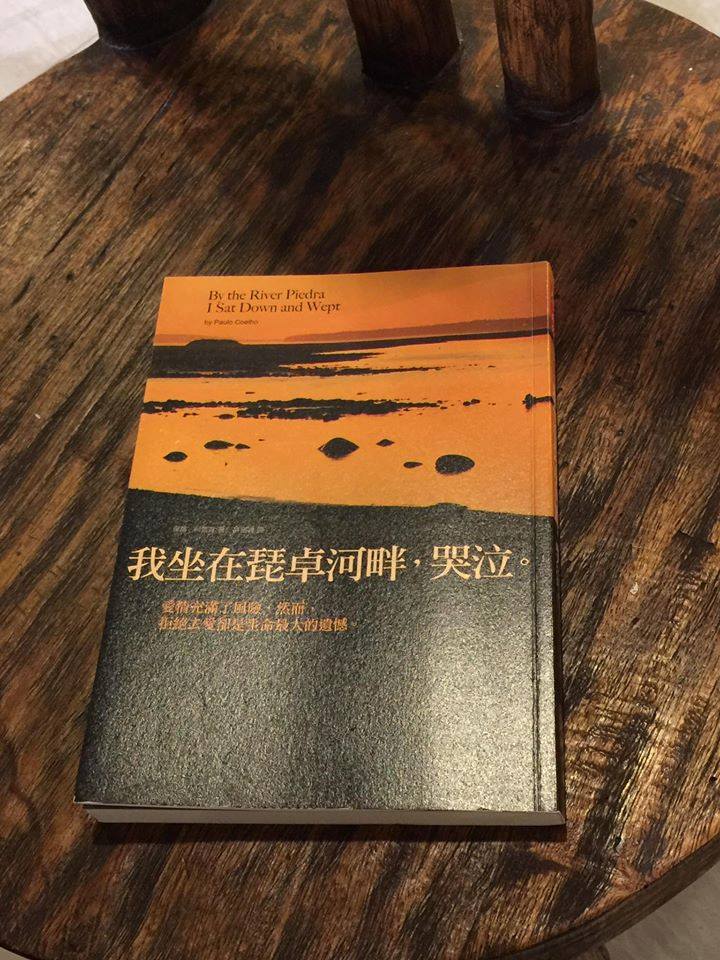 By the River Piedra
I Sat Down and Wept
by Paulo Coelho
我坐在琵卓河畔，哭泣。
愛情充滿了風險，然而，
拒絕去愛卻是生命最大的遺憾。